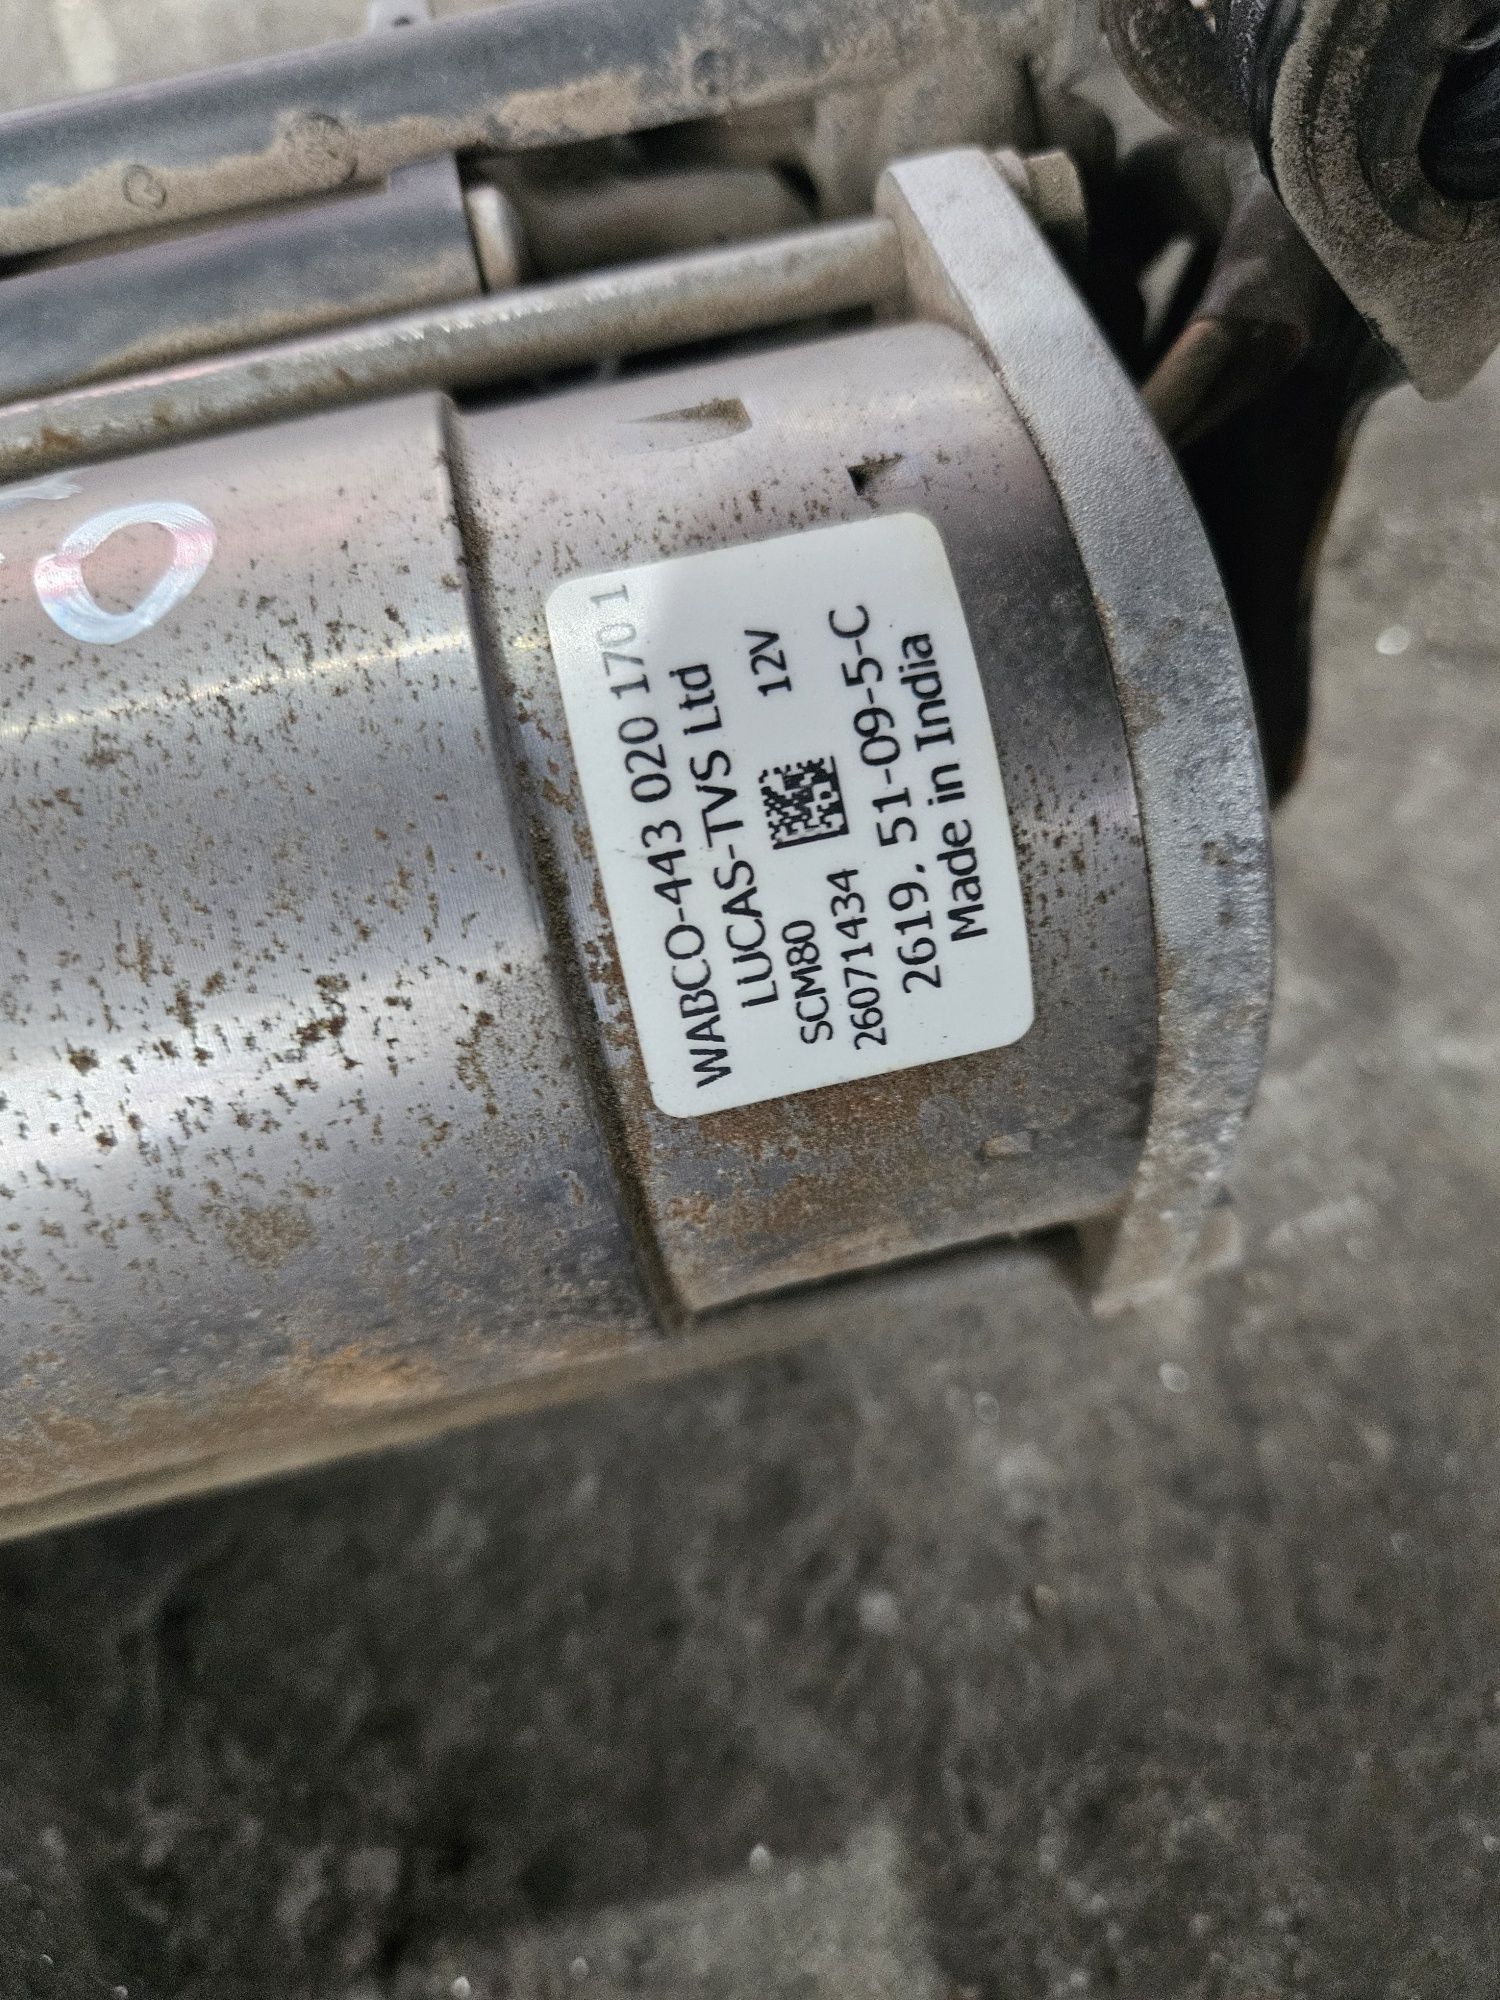 WABCO-443 020 170 1
LUCAS-TVS Ltd
SCM80 12V
26071434
2619. 51-09-5-C
Made in India